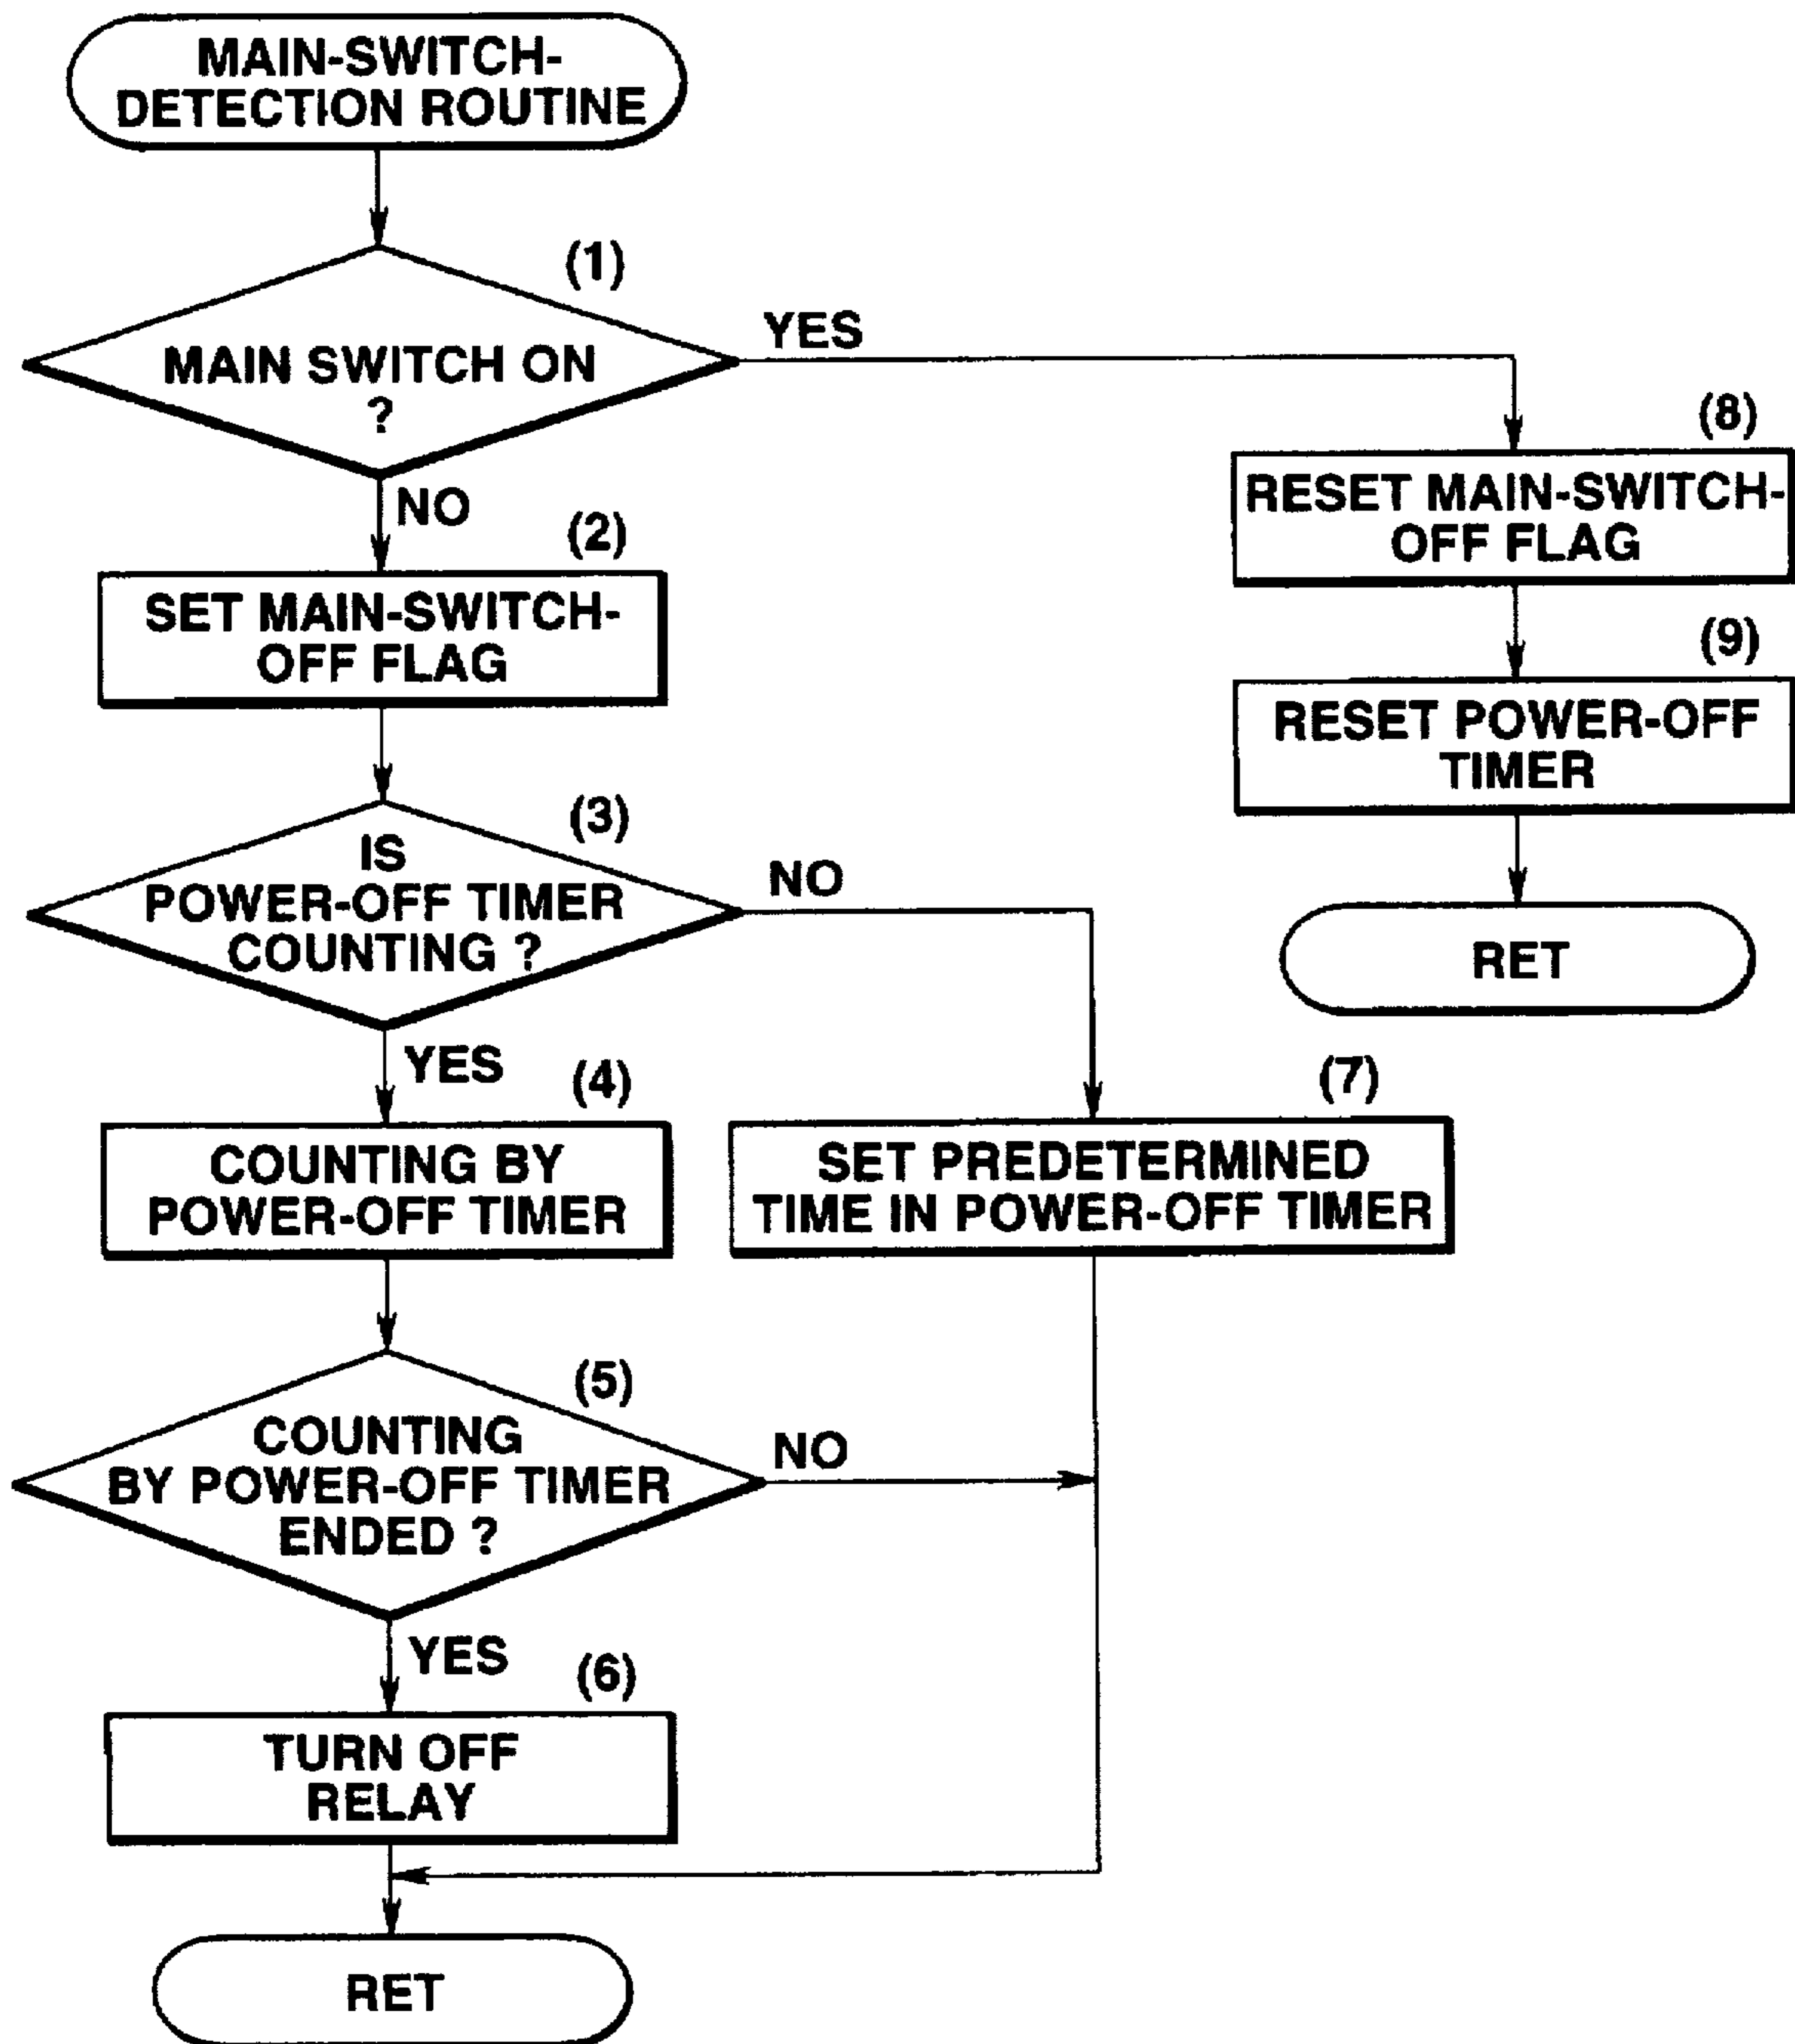 MAIN-SWITCH-
DETECTION ROUTINE
(1)
MAIN SWITCH ON
?
YES
NO
(2)
SET MAIN-SWITCH-
OFF FLAG
(3)
IS
POWER-OFF TIMER
COUNTING ?
NO
YES
(4)
COUNTING BY
POWER-OFF TIMER
(5)
COUNTING
BY POWER-OFF TIMER
ENDED ?
NO
YES
(6)
TURN OFF
RELAY
RET
(7)
SET PREDETERMINED
TIME IN POWER-OFF TIMER
(8)
RESET MAIN-SWITCH-
OFF FLAG
(9)
RESET POWER-OFF
TIMER
RET